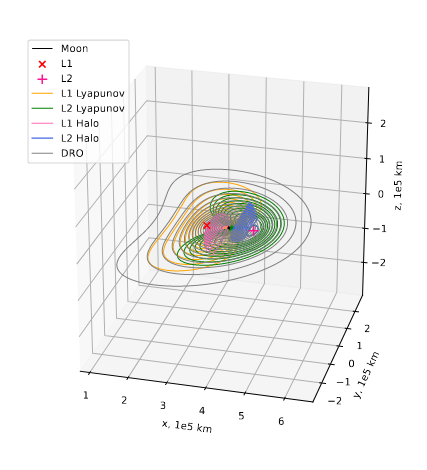 Moon
L1
L2
L1 Lyapunov
L2 Lyapunov
L1 Halo
L2 Halo
DRO
2
1
0
−1
−2
z, 1e5 km
2
1
0
−1
−2
y, 1e5 km
1
2
3
4
5
6
x, 1e5 km